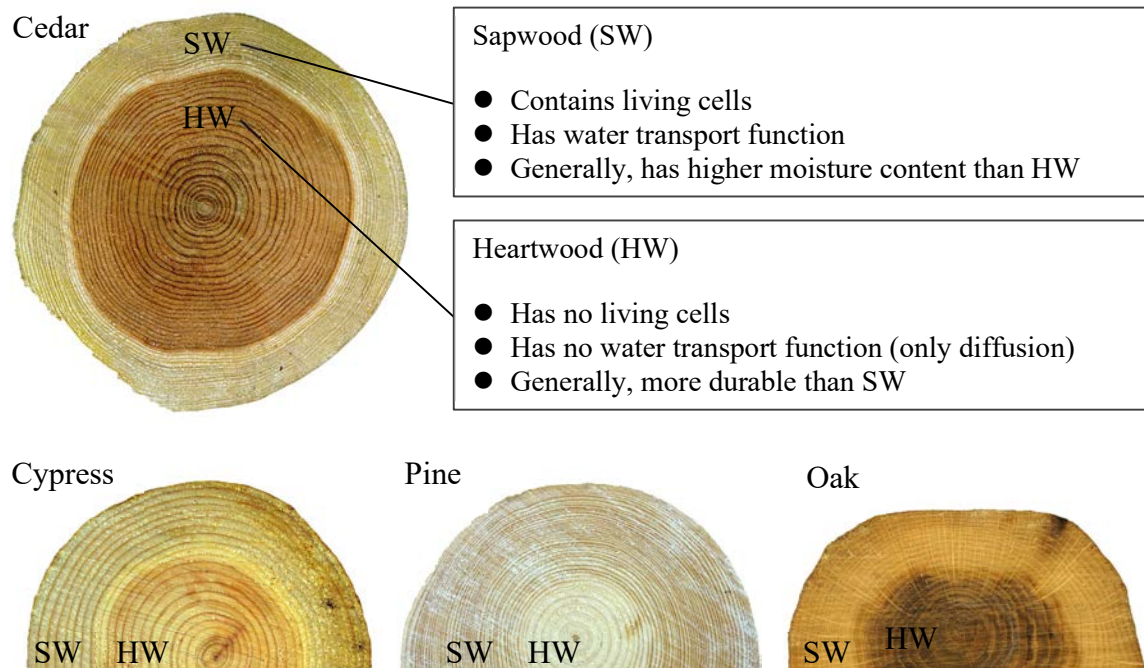 Cedar
SW
HW
Sapwood (SW)
● Contains living cells
● Has water transport function
● Generally, has higher moisture content than HW
Heartwood (HW)
● Has no living cells
● Has no water transport function (only diffusion)
● Generally, more durable than SW
Cypress
SW HW
Pine
SW HW
Oak
SW HW